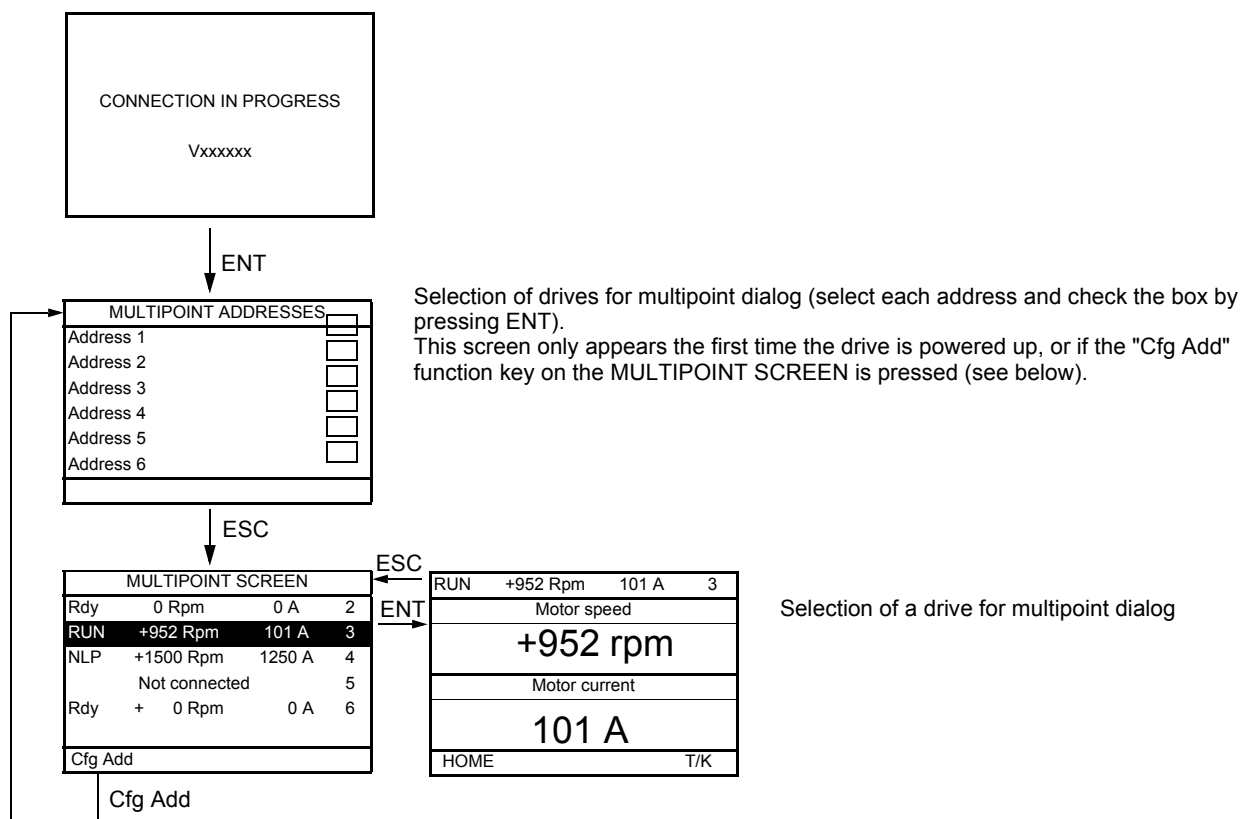 CONNECTION IN PROGRESS
Vxxxxxx
ENT
MULTIPOINT ADDRESSES
Address 1
Address 2
Address 3
Address 4
Address 5
Address 6
Selection of drives for multipoint dialog (select each address and check the box by
pressing ENT).
This screen only appears the first time the drive is powered up, or if the "Cfg Add"
function key on the MULTIPOINT SCREEN is pressed (see below).
ESC
MULTIPOINT SCREEN
Rdy 0 Rpm 0 A 2
RUN +952 Rpm 101 A 3
NLP +1500 Rpm 1250 A 4
Not connected 5
Rdy + 0 Rpm 0 A 6
Cfg Add
Cfg Add
ESC
ENT
RUN +952 Rpm 101 A 3
Motor speed
+952 rpm
Motor current
101 A
HOME T/K
Selection of a drive for multipoint dialog